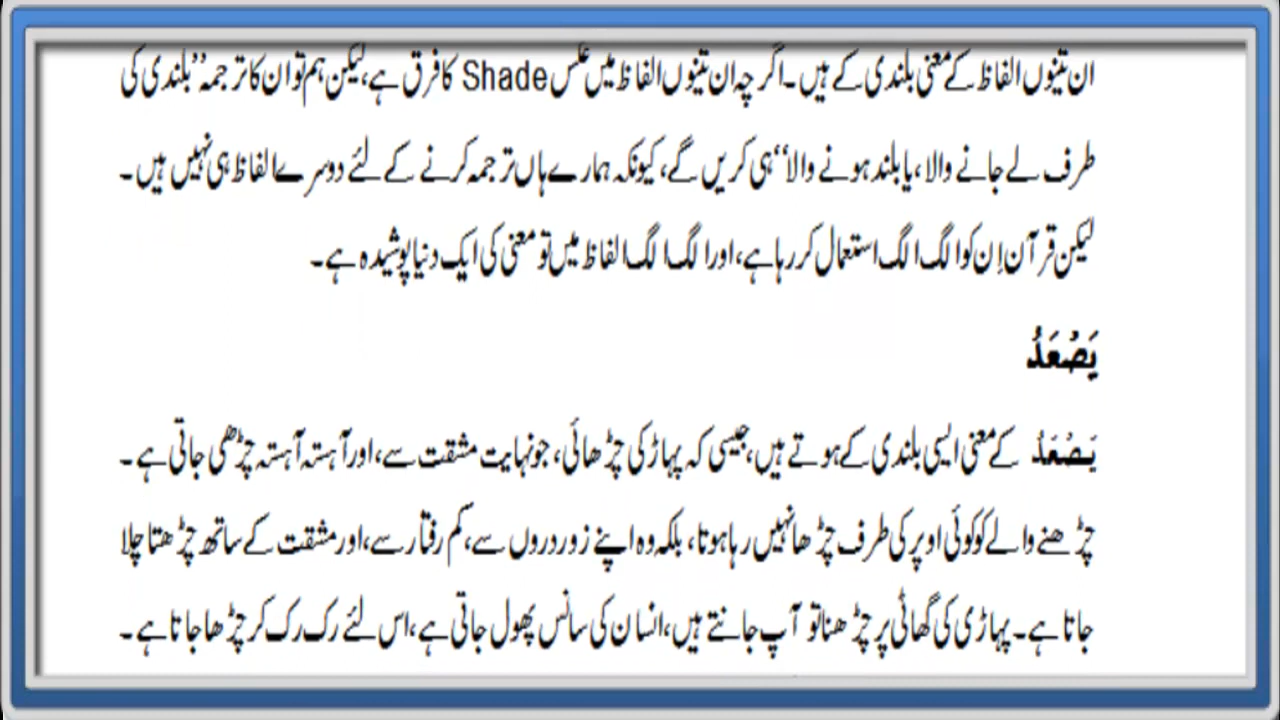 ان تینوں الفاظ کے معنی بلندی کے ہیں۔ اگرچہ ان تینوں الفاظ میں عکس Shade کا فرق ہے، لیکن ہم تو ان کا ترجمہ ’’بلندی کی
طرف لے جانے والا، یا بلند ہونے والا‘‘ ہی کریں گے، کیونکہ ہمارے ہاں ترجمہ کرنے کے لئے دوسرے الفاظ ہی نہیں ہیں۔
لیکن قرآن اِن کو الگ الگ استعمال کر رہا ہے، اور الگ الگ الفاظ میں تو معنی کی ایک دنیا پوشیدہ ہے۔
یَصْعَدُ
یَصْعَدُ کے معنی ایسی بلندی کے ہوتے ہیں، جیسی کہ پہاڑ کی چڑھائی، جو نہایت مشقت سے، اور آہستہ آہستہ چڑھی جاتی ہے۔
چڑھنے والے کو کوئی اوپر کی طرف چڑھا نہیں رہا ہوتا، بلکہ وہ اپنے زور دروں سے، کم رفتار سے، اور مشقت کے ساتھ چڑھتا چلا
جاتا ہے۔ پہاڑی کی گھاٹی پر چڑھنا تو آپ جانتے ہیں، انسان کی سانس پھول جاتی ہے، اس لئے رک رک کر چڑھا جاتا ہے۔